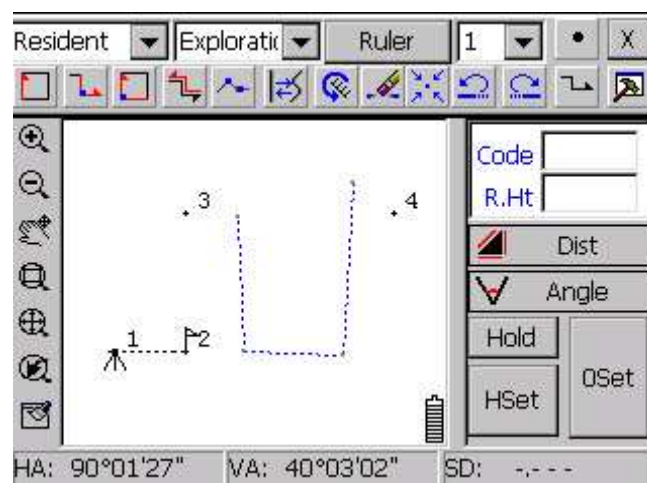 Resident Exploratic Ruler 1 X
Code
R.Ht
Dist
Angle
Hold
HSet
0Set
3
4
1
2
HA: 90°01'27" VA: 40°03'02" SD: -.---